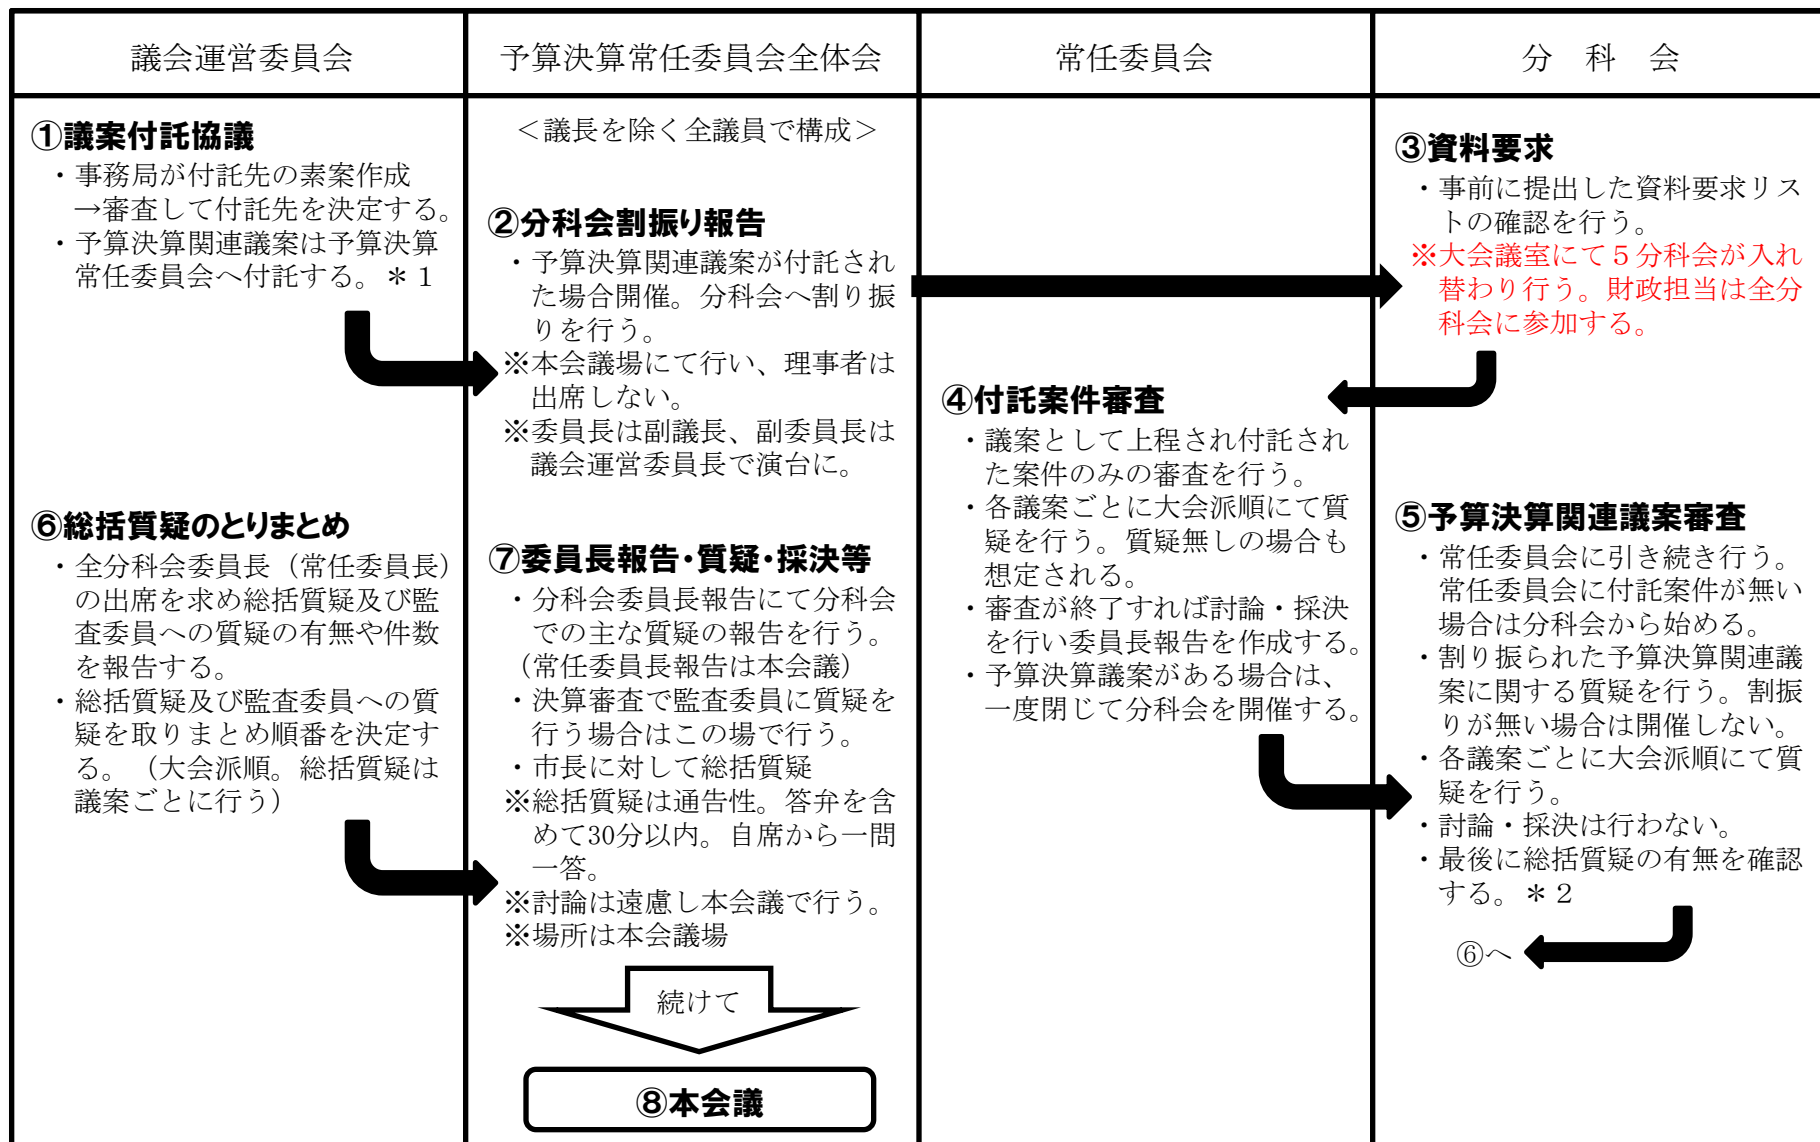 議会運営委員会
予算決算常任委員会全体会
常任委員会
分　科　会
①議案付託協議
・事務局が付託先の素案作成
→審査して付託先を決定する。
・予算決算関連議案は予算決算
常任委員会へ付託する。＊１
⑥総括質疑のとりまとめ
・全分科会委員長（常任委員長）
の出席を求め総括質疑及び監
査委員への質疑の有無や件数
を報告する。
・総括質疑及び監査委員への質
疑を取りまとめ順番を決定す
る。（大会派順。総括質疑は
議案ごとに行う）
＜議長を除く全議員で構成＞
②分科会割振り報告
・予算決算関連議案が付託され
た場合開催。分科会へ割り振
りを行う。
※本会議場にて行い、理事者は
出席しない。
※委員長は副議長、副委員長は
議会運営委員長で演台に。
⑦委員長報告・質疑・採決等
・分科会委員長報告にて分科会
での主な質疑の報告を行う。
（常任委員長報告は本会議）
・決算審査で監査委員に質疑を
行う場合はこの場で行う。
・市長に対して総括質疑
※総括質疑は通告性。答弁を含
めて30分以内。自席から一問
一答。
※討論は遠慮し本会議で行う。
※場所は本会議場
続けて
⑧本会議
④付託案件審査
・議案として上程され付託され
た案件のみの審査を行う。
・各議案ごとに大会派順にて質
疑を行う。質疑無しの場合も
想定される。
・審査が終了すれば討論・採決
を行い委員長報告を作成する。
・予算決算議案がある場合は、
一度閉じて分科会を開催する。
③資料要求
・事前に提出した資料要求リス
トの確認を行う。
※大会議室にて５分科会が入れ
替わり行う。財政担当は全分
科会に参加する。
⑤予算決算関連議案審査
・常任委員会に引き続き行う。
常任委員会に付託案件が無い
場合は分科会から始める。
・割り振られた予算決算関連議
案に関する質疑を行う。割振
りが無い場合は開催しない。
・各議案ごとに大会派順にて質
疑を行う。
・討論・採決は行わない。
・最後に総括質疑の有無を確認
する。＊２
⑥へ